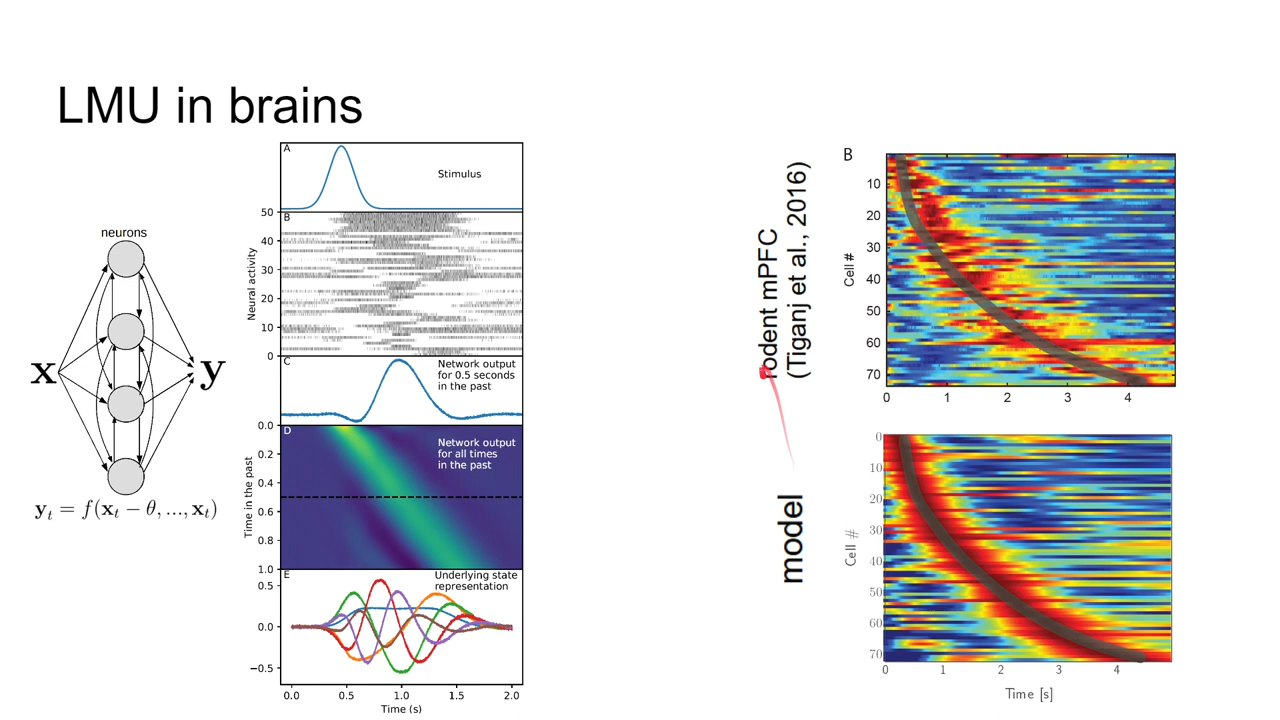 LMU in brains
neurons
x
y
y_t = f(x_t − θ, ..., x_t)
A
Stimulus
50
B
40
30
20
10
0
Neural activity
C
Network output
for 0.5 seconds
in the past
0.0
D
Network output
for all times
in the past
0.2
0.4
0.6
0.8
1.0
Time in the past
E
Underlying state
representation
0.5
0.0
−0.5
0.0 0.5 1.0 1.5 2.0
Time (s)
rodent mPFC
(Tiganj et al., 2016)
B
10
20
30
40
50
60
70
Cell #
0 1 2 3 4
model
0
10
20
30
40
50
60
70
Cell #
0 1 2 3 4
Time [s]